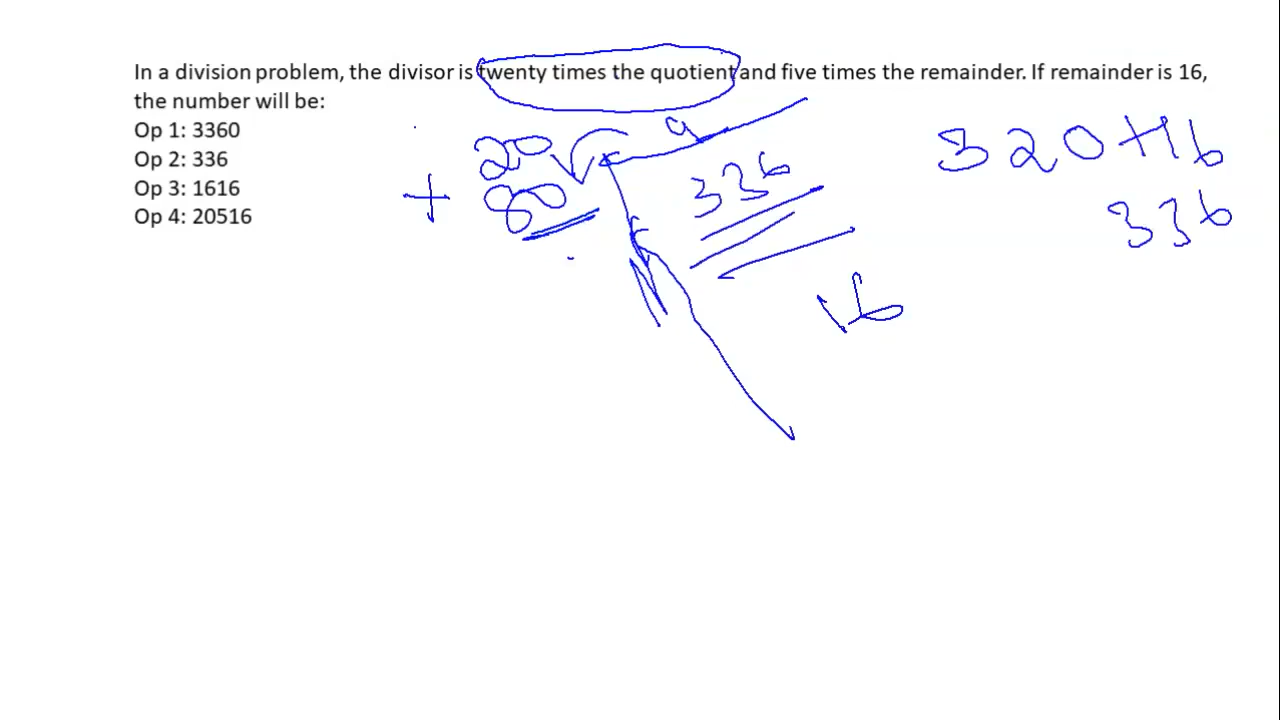 In a division problem, the divisor is twenty times the quotient and five times the remainder. If remainder is 16,
the number will be:
Op 1: 3360
Op 2: 336
Op 3: 1616
Op 4: 20516
20
+ 80
336
16
320+16
336